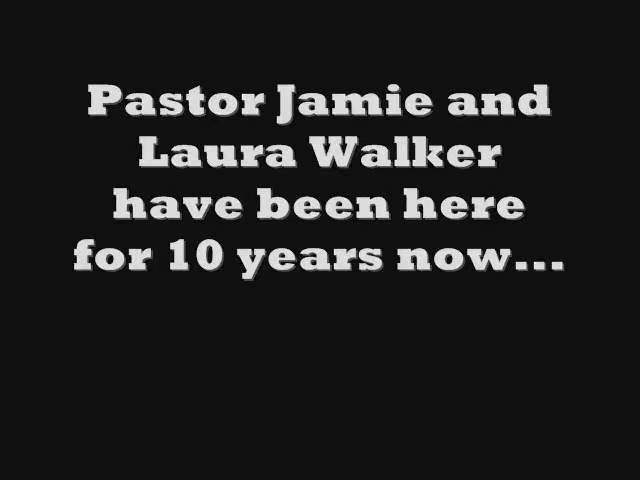 Pastor Jamie and
Laura Walker
have been here
for 10 years now...